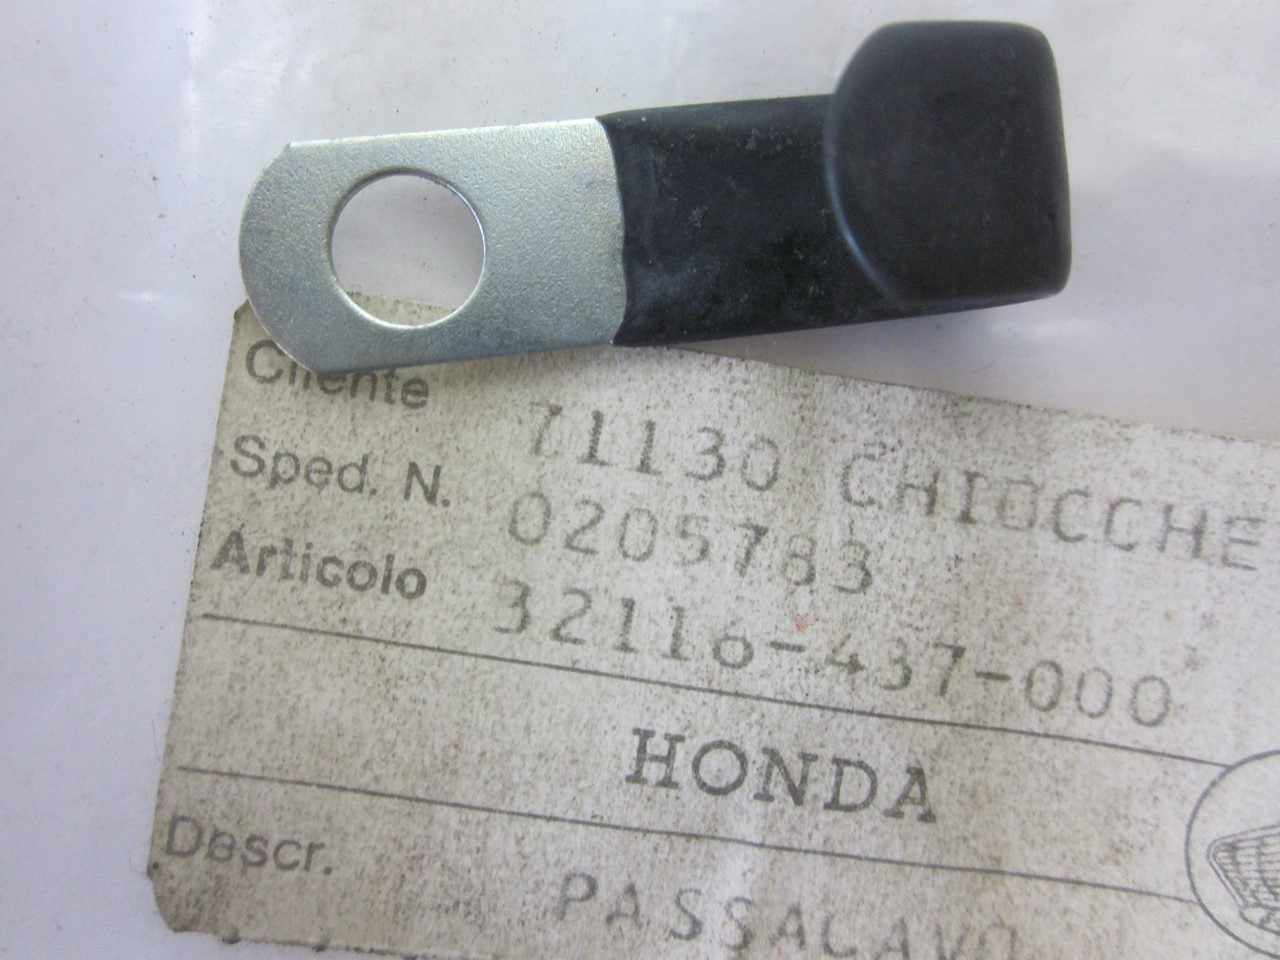 Cliente 71130 CHIOCCHE
Sped. N. 0205783
Articolo 32116-437-000
HONDA
Descr. PASSACAVO